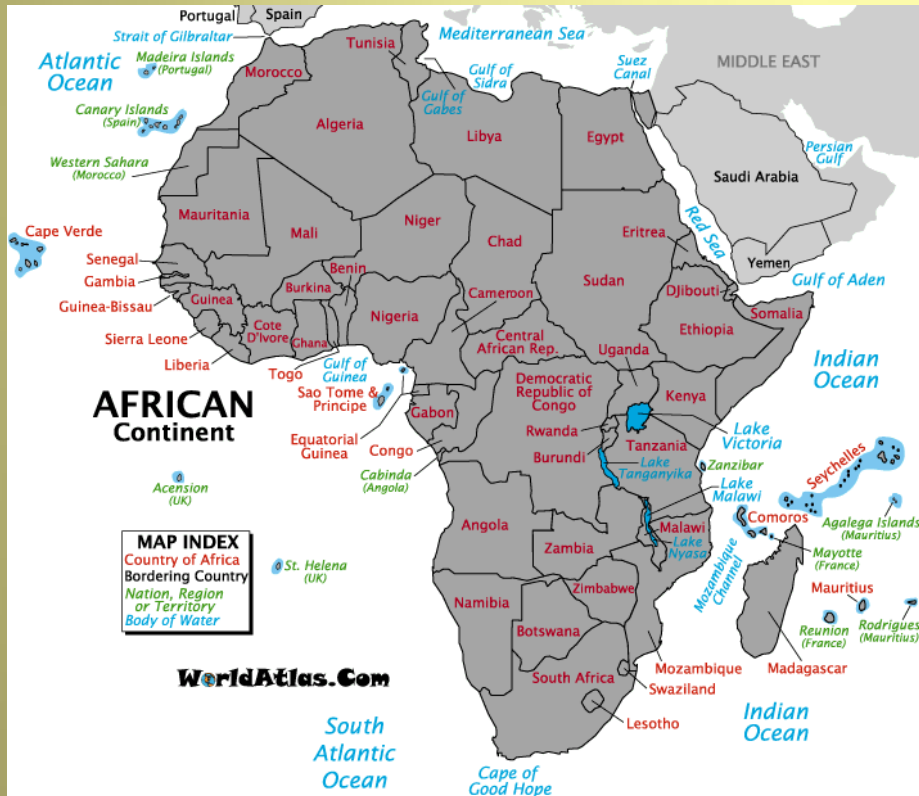 Portugal
Spain
Strait of Gilbraltar
Mediterranean Sea
MIDDLE EAST
Atlantic
Ocean
Madeira Islands
(Portugal)
Tunisia
Gulf of
Sidra
Suez
Canal
Morocco
Gulf of
Gabes
Canary Islands
(Spain)
Algeria
Libya
Egypt
Persian
Gulf
Western Sahara
(Morocco)
Saudi Arabia
Red Sea
Mauritania
Mali
Niger
Chad
Cape Verde
Eritrea
Senegal
Yemen
Gambia
Benin
Sudan
Gulf of Aden
Guinea-Bissau
Guinea
Burkina
Cameroon
DJibouti
Somalia
Nigeria
Sierra Leone
Cote
D'Ivore
Ghana
Central
African Rep.
Ethiopia
Liberia
Togo
Gulf of
Guinea
Uganda
Indian
Ocean
AFRICAN
Continent
Sao Tome &
Principe
Democratic
Republic of
Congo
Kenya
Gabon
Equatorial
Guinea
Congo
Rwanda
Tanzania
Lake
Victoria
Burundi
Cabinda
(Angola)
Lake
Tanganyika
Zanzibar
Seychelles
Lake
Malawi
Acension
(UK)
Comoros
Agalega Islands
(Mauritius)
Angola
Malawi
MAP INDEX
Country of Africa
Bordering Country
Nation, Region
or Territory
Body of Water
Zambia
Lake
Nyasa
Mayotte
(France)
St. Helena
(UK)
Mozambique
Channel
Zimbabwe
Mauritius
Namibia
Botswana
Reunion
(France)
Rodrigues
(Mauritius)
WorldAtlas.Com
South Africa
Mozambique
Madagascar
Swaziland
Lesotho
South
Atlantic
Ocean
Indian
Ocean
Cape of
Good Hope